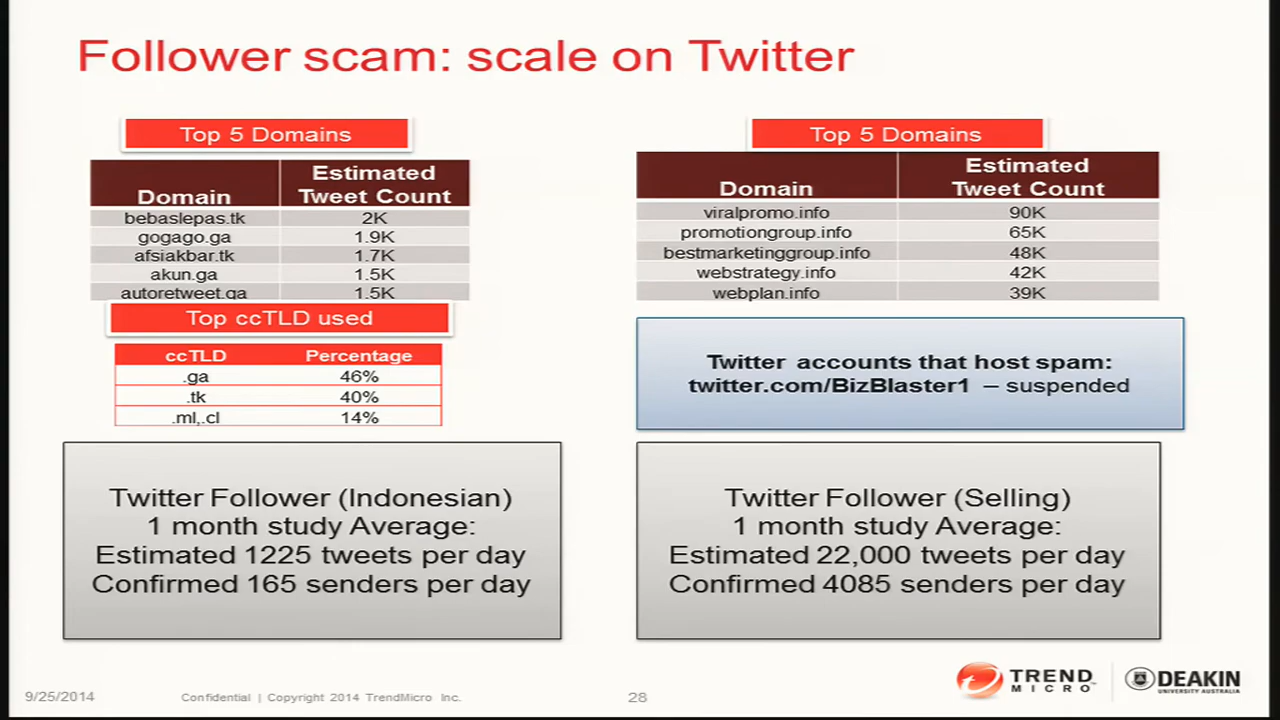 Follower scam: scale on Twitter
Top 5 Domains
Domain Estimated Tweet Count
bebaslepas.tk 2K
gogago.ga 1.9K
afsiakbar.tk 1.7K
akun.ga 1.5K
autoretweet.ga 1.5K
Top ccTLD used
ccTLD Percentage
.ga 46%
.tk 40%
.ml,.cl 14%
Twitter Follower (Indonesian)
1 month study Average:
Estimated 1225 tweets per day
Confirmed 165 senders per day
Top 5 Domains
Domain Estimated Tweet Count
viralpromo.info 90K
promotiongroup.info 65K
bestmarketinggroup.info 48K
webstrategy.info 42K
webplan.info 39K
Twitter accounts that host spam:
twitter.com/BizBlaster1 – suspended
Twitter Follower (Selling)
1 month study Average:
Estimated 22,000 tweets per day
Confirmed 4085 senders per day
9/25/2014
Confidential | Copyright 2014 TrendMicro Inc.
28
TREND
MICRO
DEAKIN
UNIVERSITY AUSTRALIA